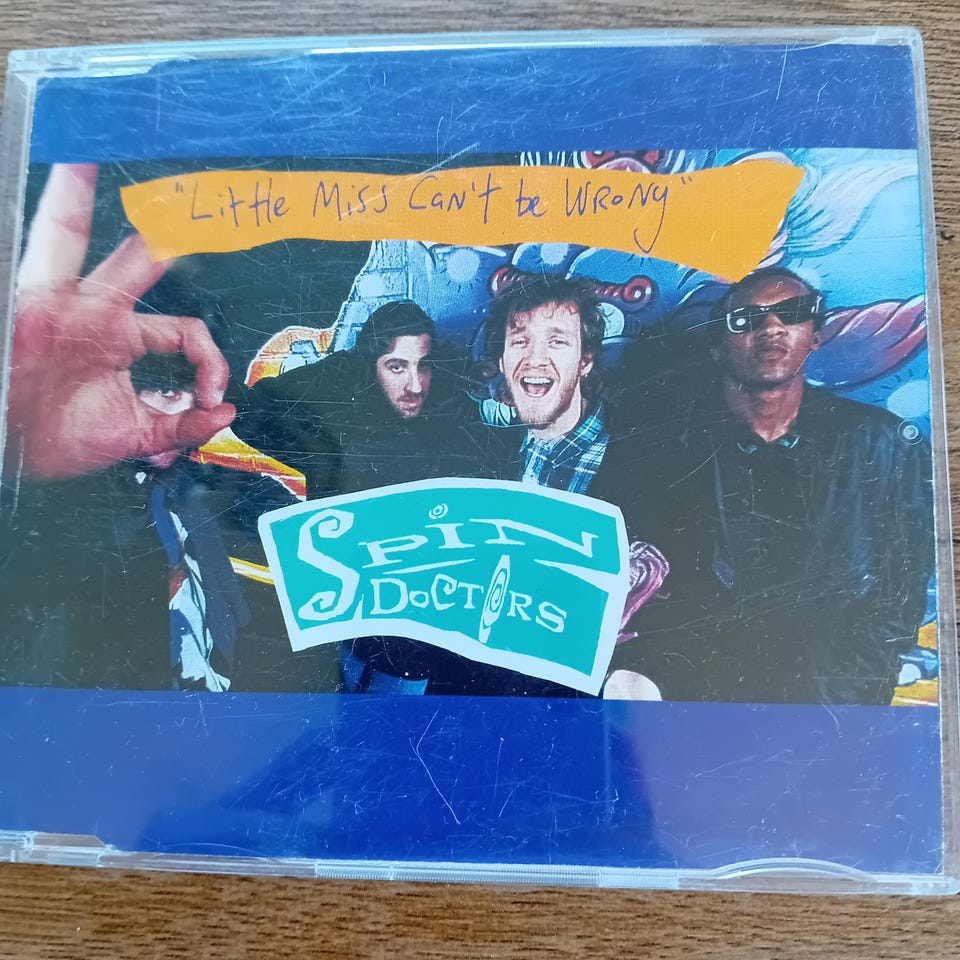 "Little Miss Can't be Wrong"
Spin
Doctors